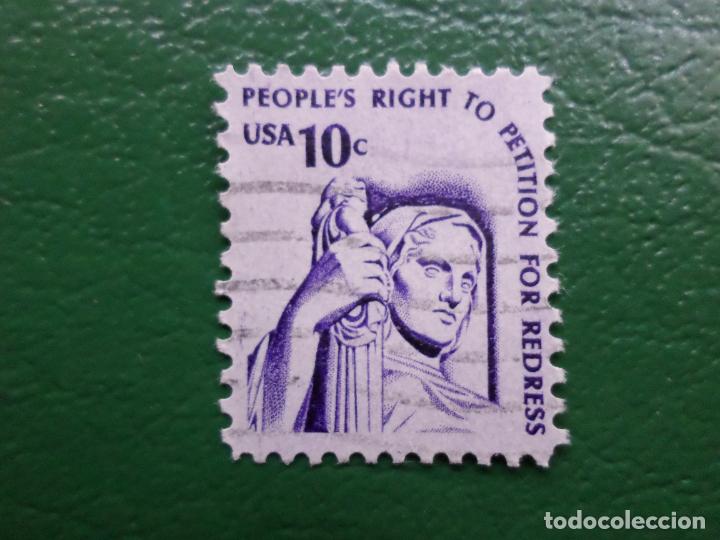 PEOPLE'S RIGHT TO PETITION FOR REDRESS
USA 10c
todocoleccion